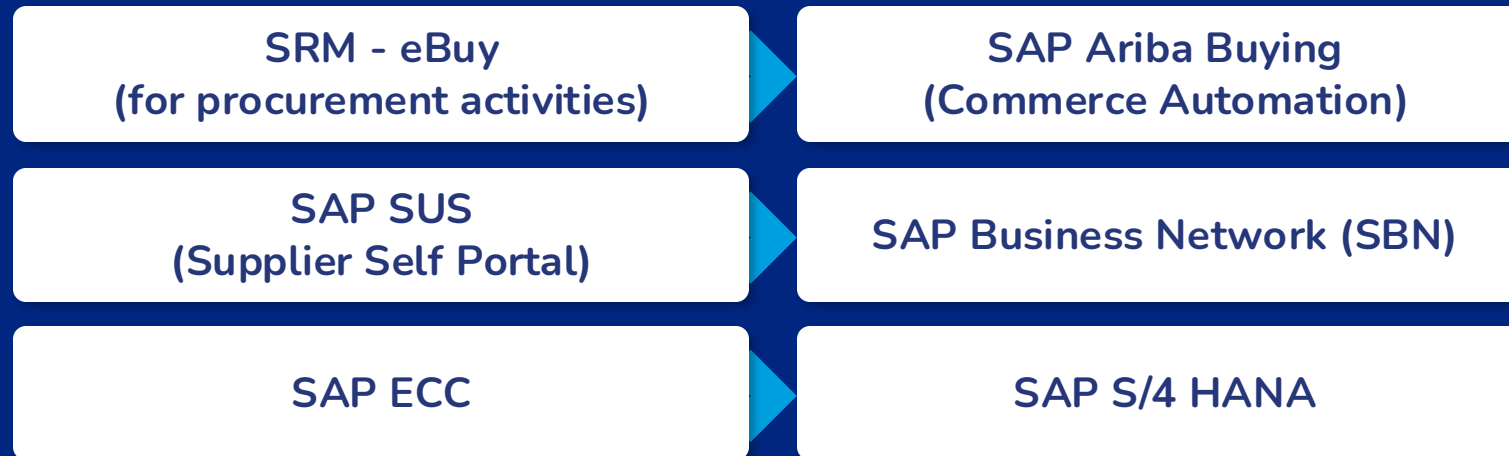 SRM - eBuy
(for procurement activities)
SAP Ariba Buying
(Commerce Automation)
SAP SUS
(Supplier Self Portal)
SAP Business Network (SBN)
SAP ECC
SAP S/4 HANA